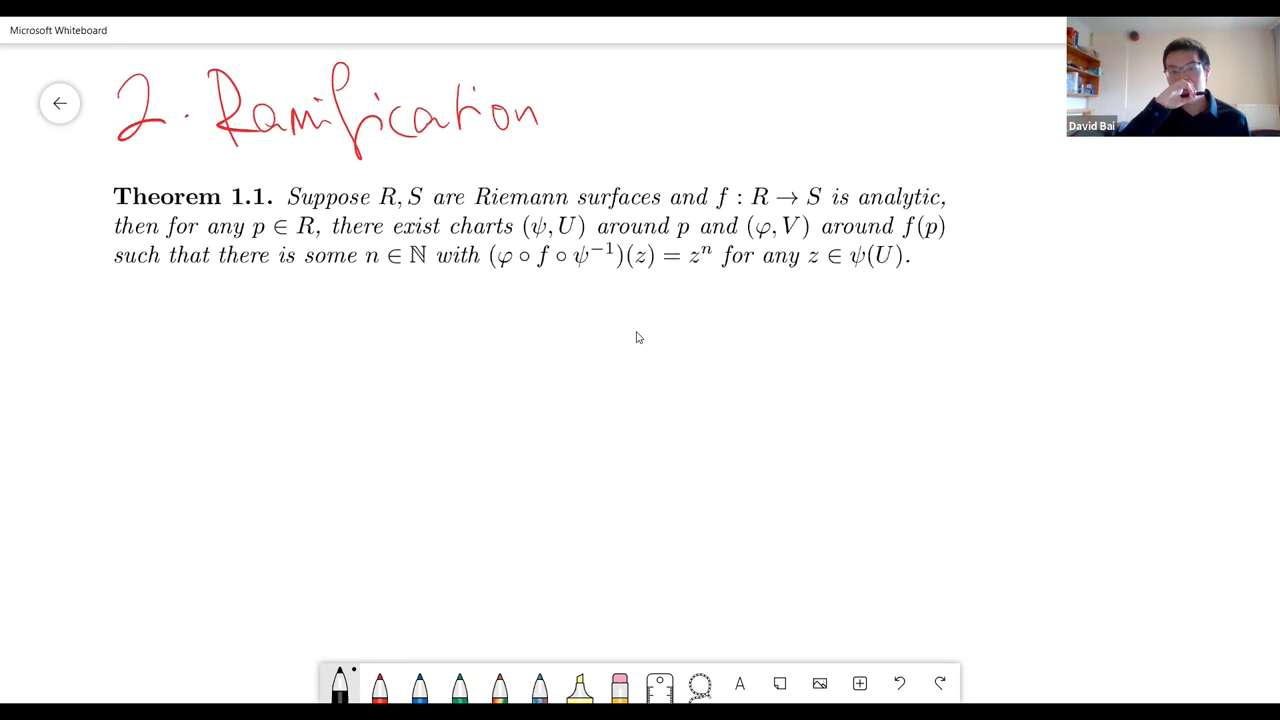 Microsoft Whiteboard
David Bai
2. Ramification
Theorem 1.1. Suppose R, S are Riemann surfaces and f : R → S is analytic,
then for any p ∈ R, there exist charts (ψ, U) around p and (φ, V) around f(p)
such that there is some n ∈ ℕ with (φ ∘ f ∘ ψ⁻¹)(z) = zⁿ for any z ∈ ψ(U).
A